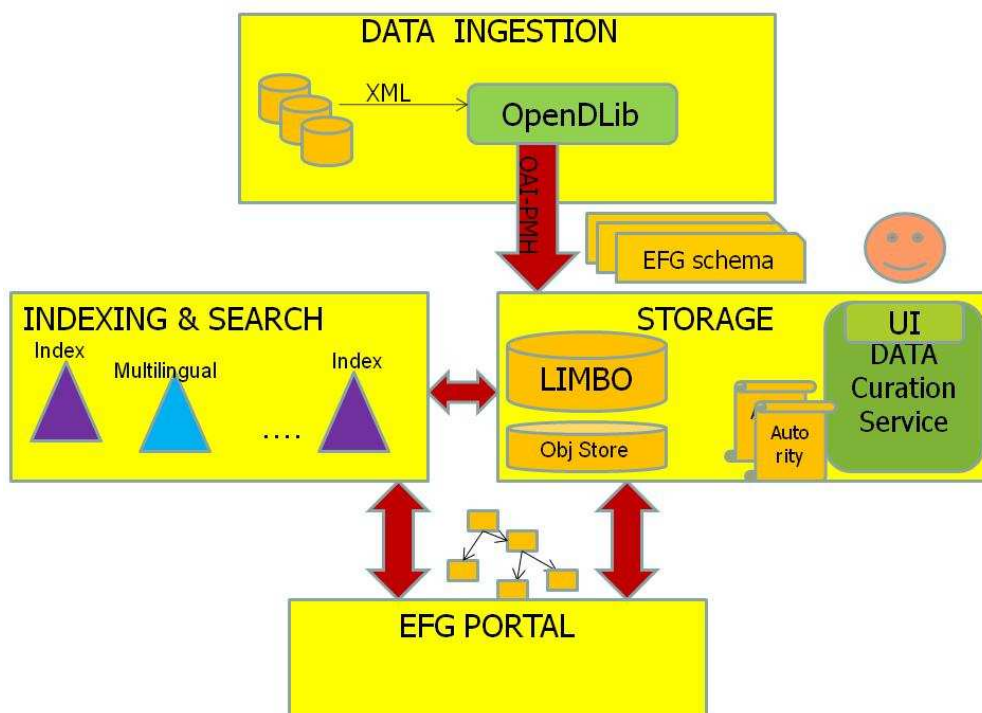 DATA INGESTION
XML
OpenDLib
OAI-PMH
EFG schema
INDEXING & SEARCH
Index
Multilingual
....
Index
STORAGE
LIMBO
Obj Store
Auto
rity
UI
DATA
Curation
Service
EFG PORTAL